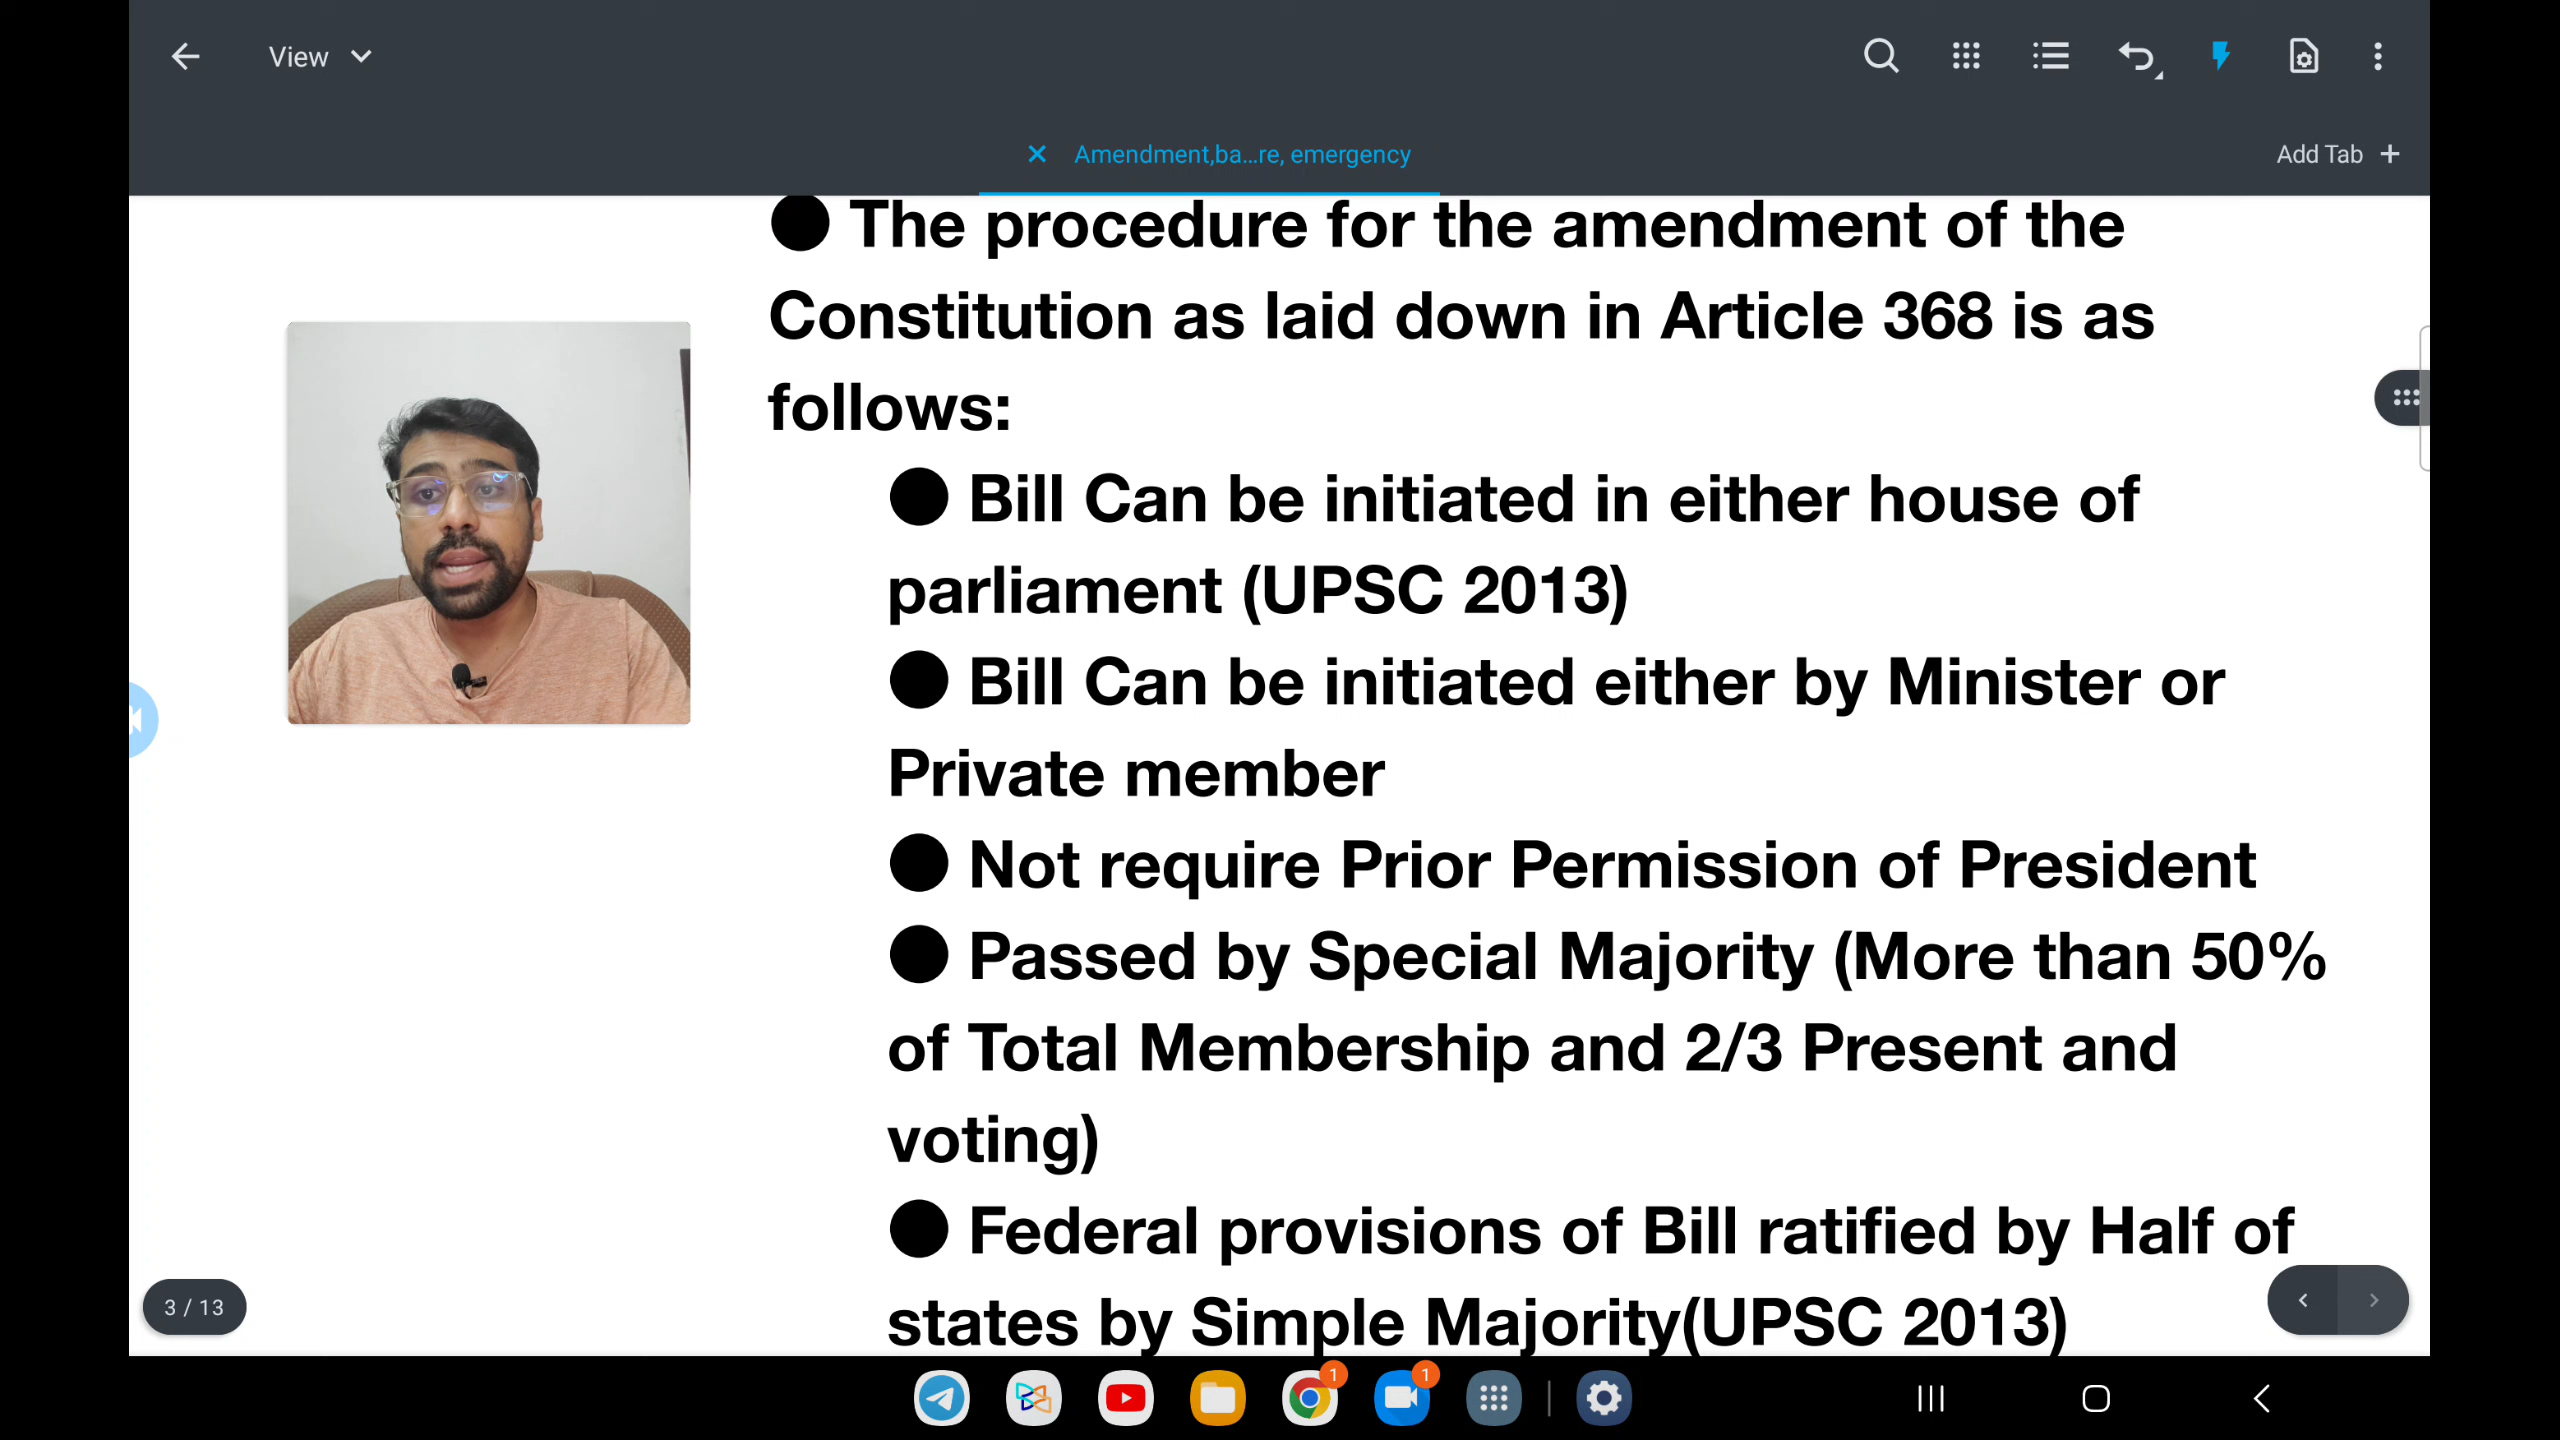 View
Amendment,ba...re, emergency
Add Tab +
● The procedure for the amendment of the
Constitution as laid down in Article 368 is as
follows:
● Bill Can be initiated in either house of
parliament (UPSC 2013)
● Bill Can be initiated either by Minister or
Private member
● Not require Prior Permission of President
● Passed by Special Majority (More than 50%
of Total Membership and 2/3 Present and
voting)
● Federal provisions of Bill ratified by Half of
states by Simple Majority(UPSC 2013)
3 / 13
1
1